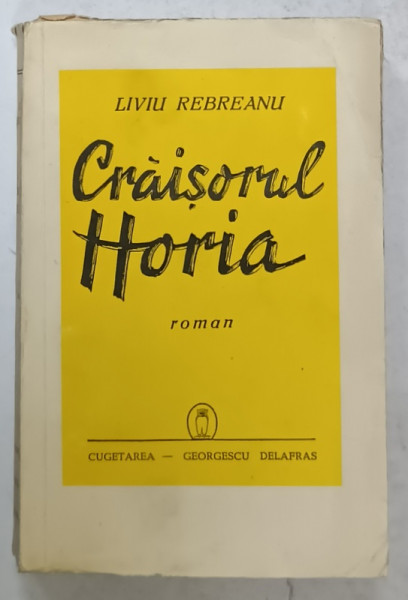 LIVIU REBREANU
Crăișorul
Horia
roman
CUGETAREA — GEORGESCU DELAFRAS